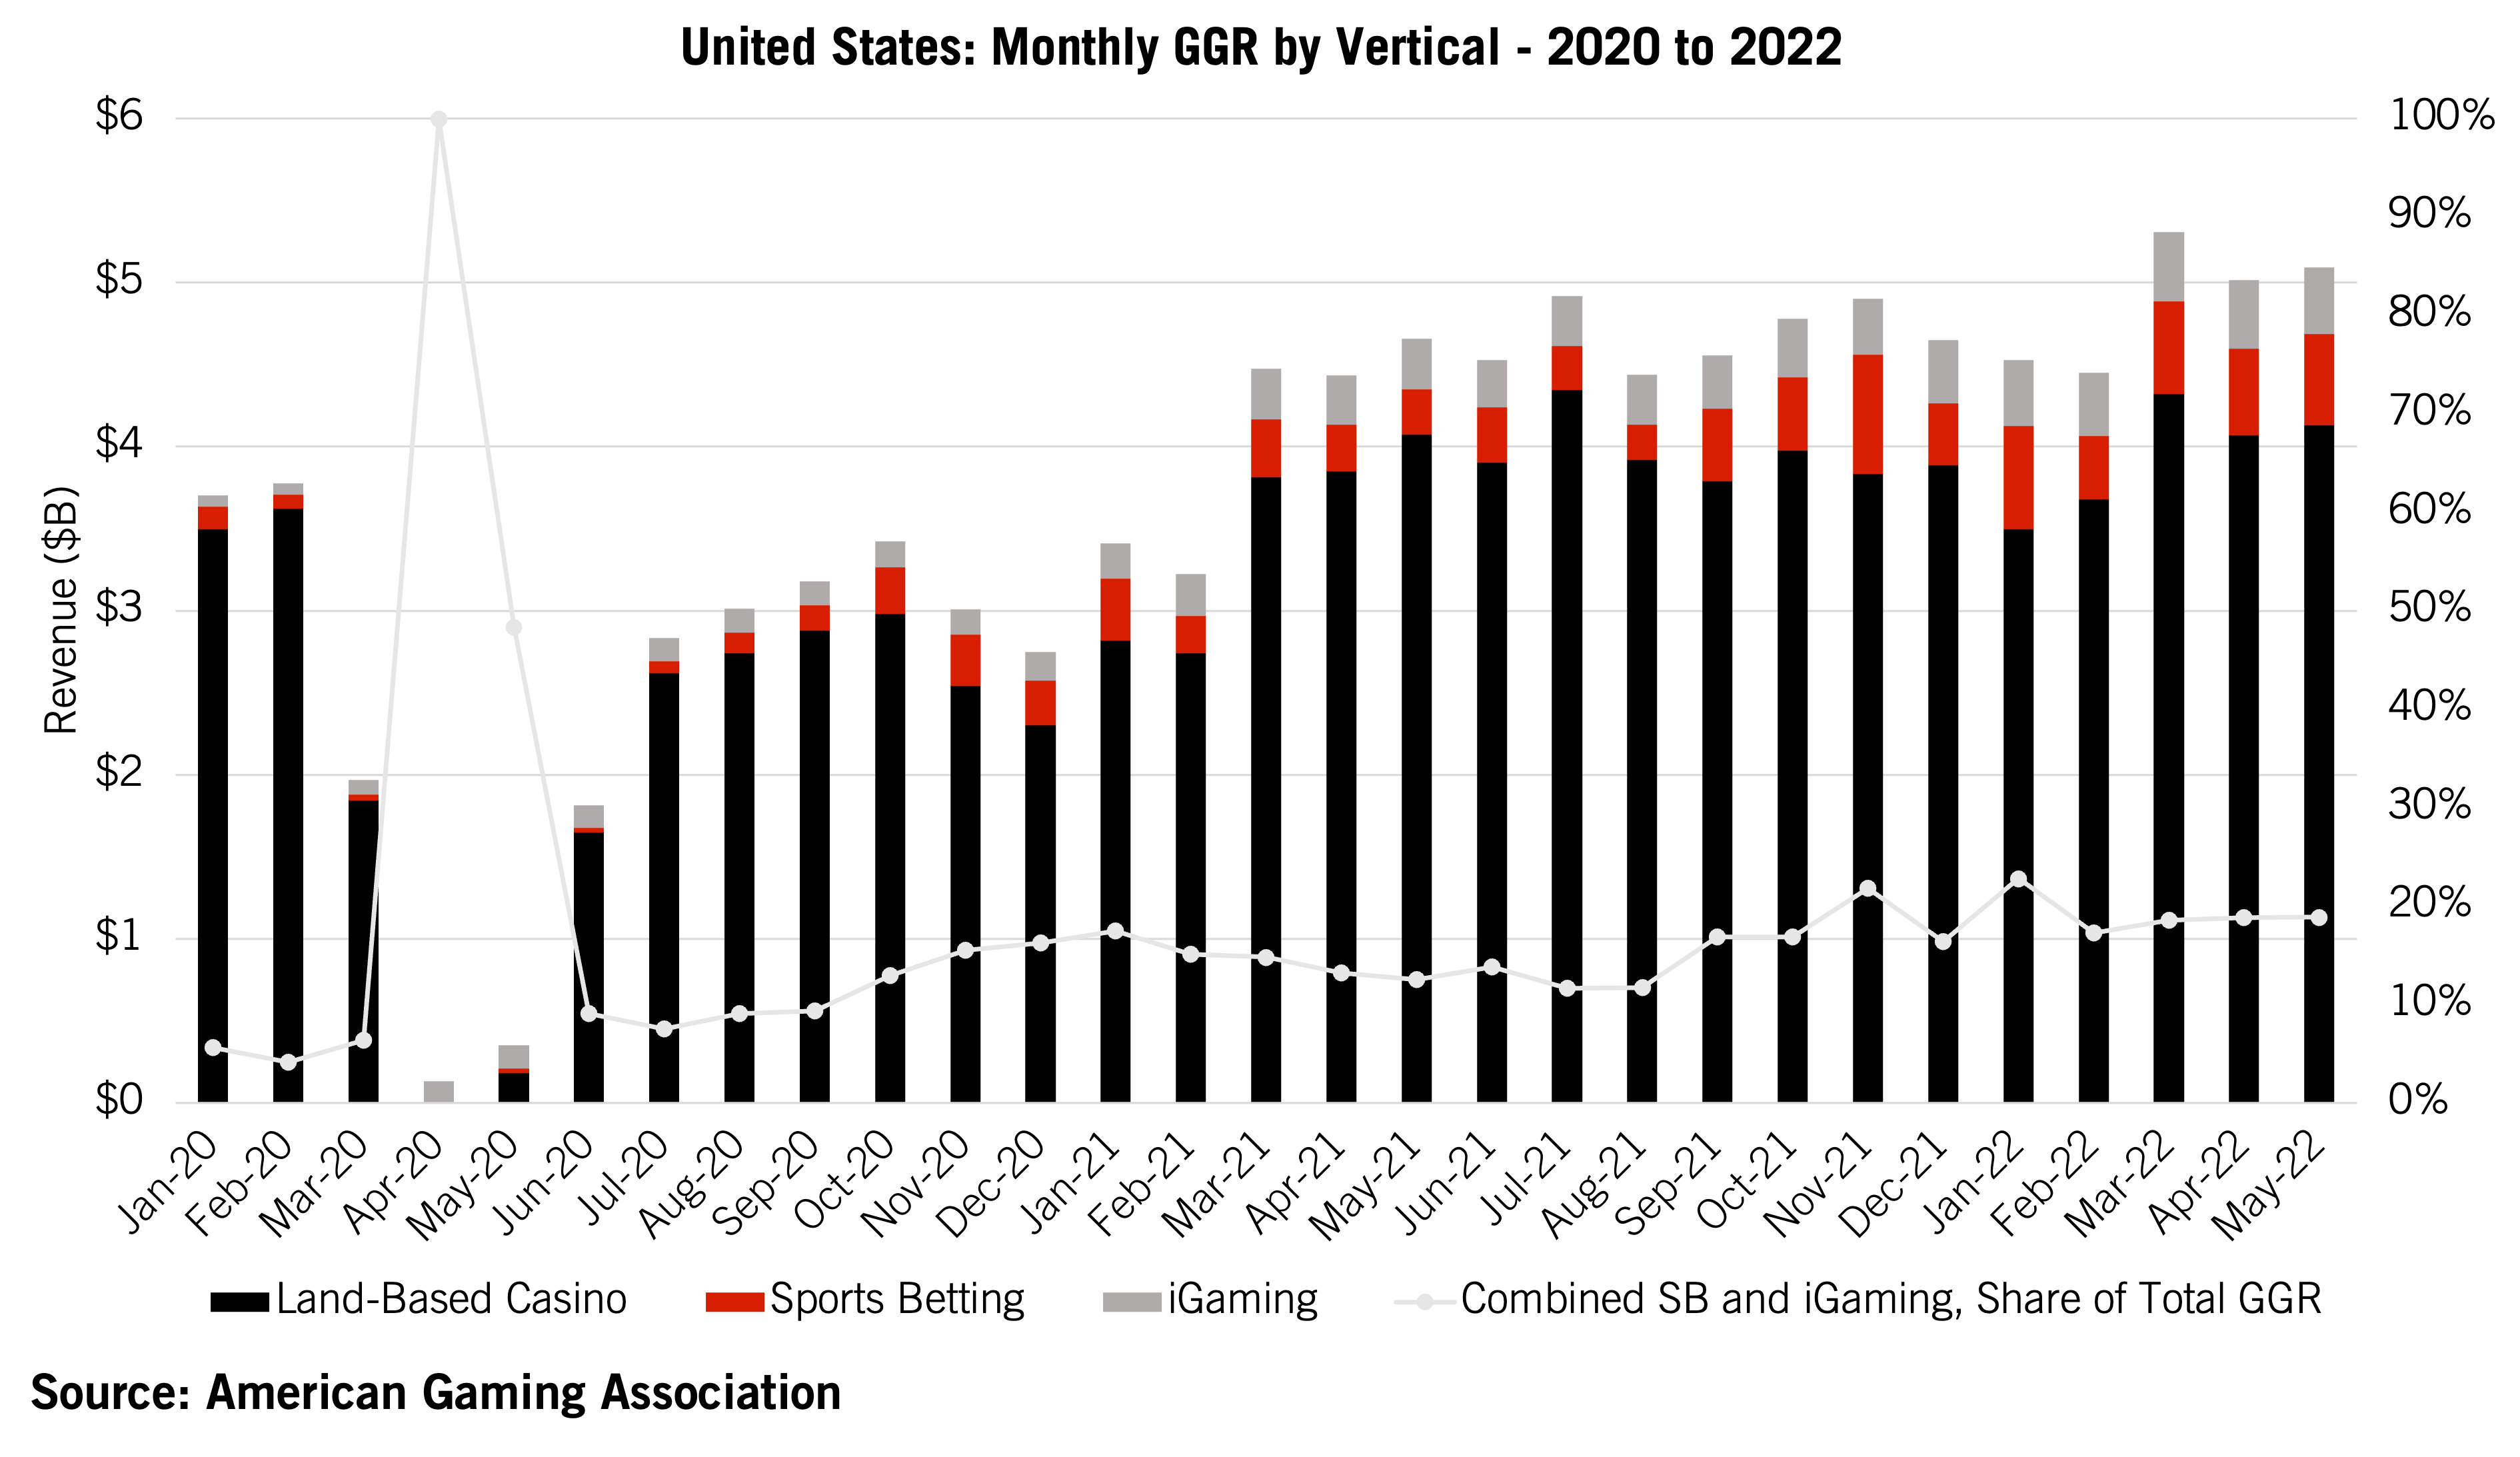 United States: Monthly GGR by Vertical - 2020 to 2022
$6
$5
$4
$3
$2
$1
$0
Revenue ($B)
100%
90%
80%
70%
60%
50%
40%
30%
20%
10%
0%
Jan-20
Feb-20
Mar-20
Apr-20
May-20
Jun-20
Jul-20
Aug-20
Sep-20
Oct-20
Nov-20
Dec-20
Jan-21
Feb-21
Mar-21
Apr-21
May-21
Jun-21
Jul-21
Aug-21
Sep-21
Oct-21
Nov-21
Dec-21
Jan-22
Feb-22
Mar-22
Apr-22
May-22
Land-Based Casino
Sports Betting
iGaming
Combined SB and iGaming, Share of Total GGR
Source: American Gaming Association